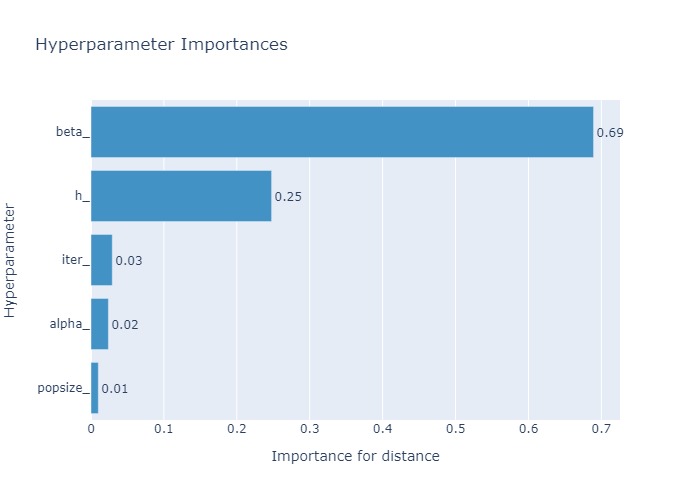 Hyperparameter Importances
beta_ 0.69
h_ 0.25
iter_ 0.03
alpha_ 0.02
popsize_ 0.01
Hyperparameter
0 0.1 0.2 0.3 0.4 0.5 0.6 0.7
Importance for distance